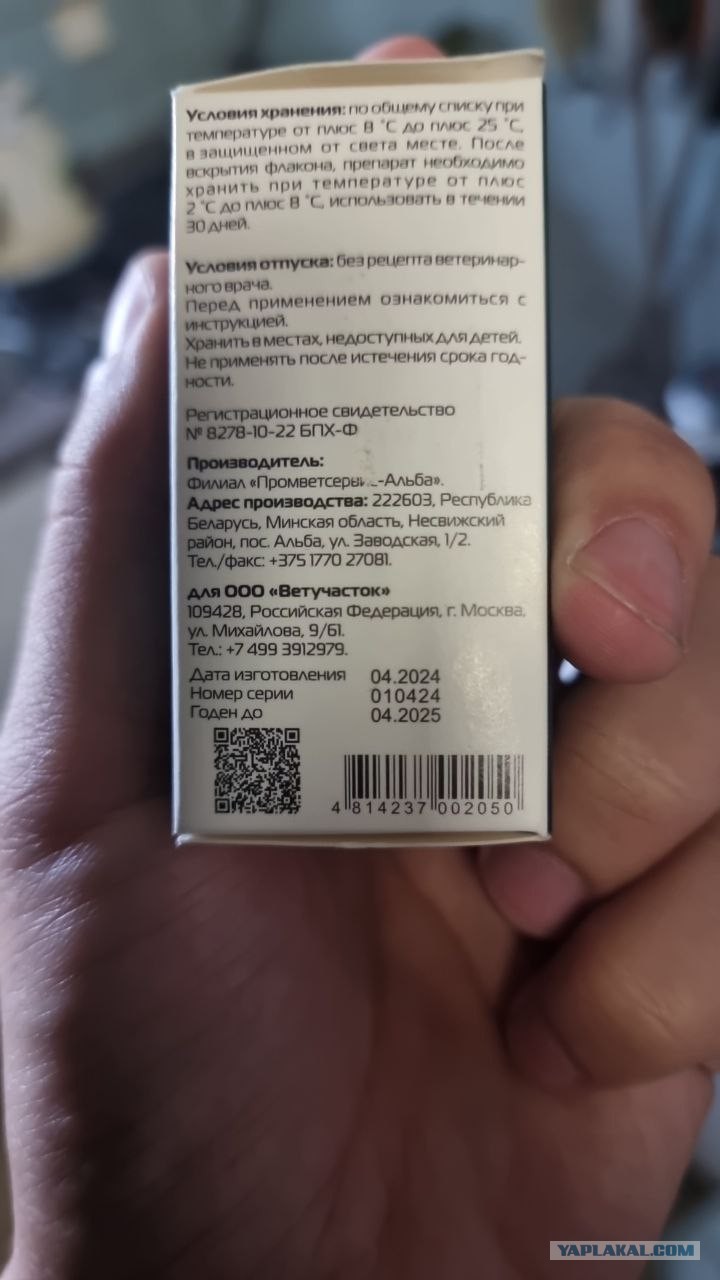 Условия хранения: по общему списку при
температуре от плюс 8 °С до плюс 25 °С,
в защищенном от света месте. После
вскрытия флакона, препарат необходимо
хранить при температуре от плюс
2 °С до плюс 8 °С, использовать в течении
30 дней.
Условия отпуска: без рецепта ветеринар-
ного врача.
Перед применением ознакомиться с
инструкцией.
Хранить в местах, недоступных для детей.
Не применять после истечения срока год-
ности.
Регистрационное свидетельство
№ 8278-10-22 БПХ-Ф
Производитель:
Филиал
Адрес производства: 222603, Республика
Беларусь, Минская область, Несвижский
район, пос. Альба, ул. Заводская, 1/2.
Тел./факс: +375 1770 27081.
для ООО «Ветучасток»
109428, Российская Федерация, г. Москва,
ул. Михайлова, 9/61.
Тел.: +7 499 3912979.
Дата изготовления 04.2024
Номер серии 010424
Годен до 04.2025
4 814237 002050
YAPLAKAL.COM